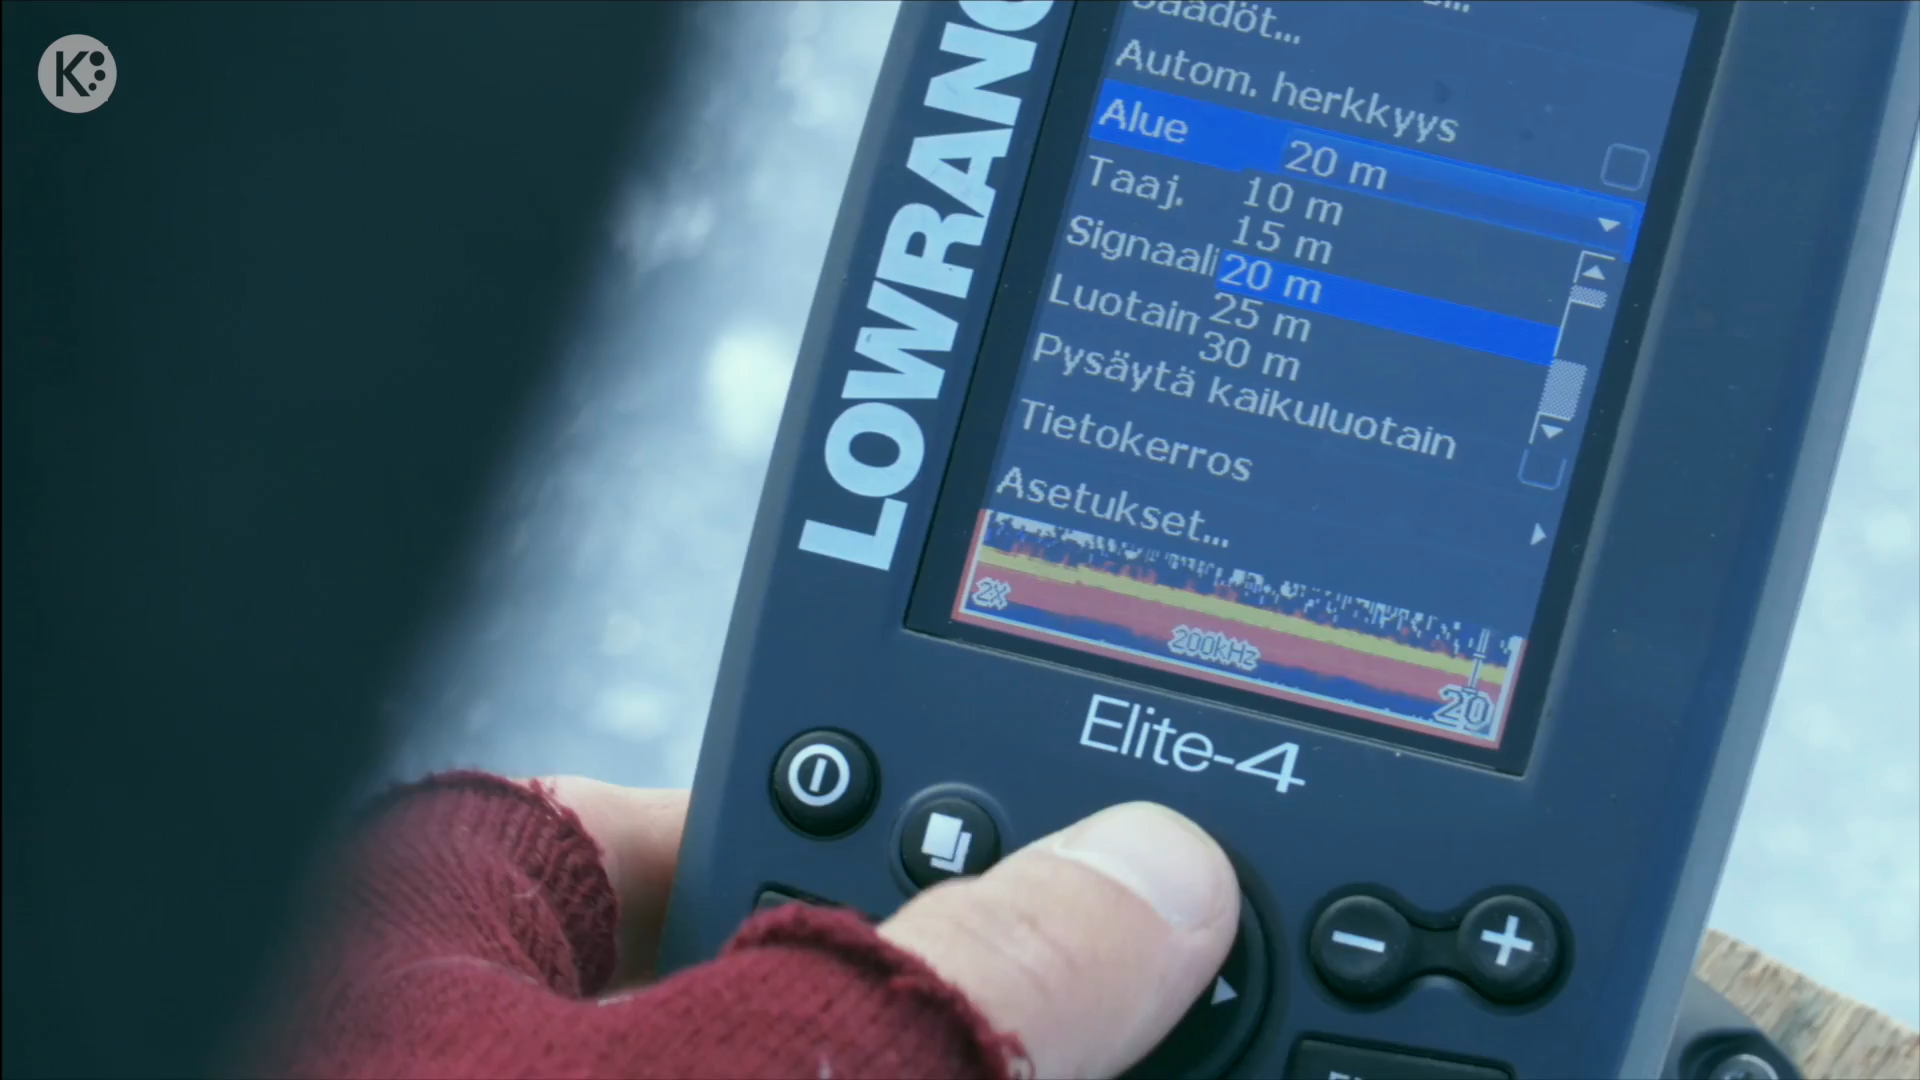 K
LOWRANC
Säädöt...
Autom. herkkyys
Alue 20 m
Taaj. 10 m
15 m
Signaali 20 m
25 m
Luotain 30 m
Pysäytä kaikuluotain
Tietokerros
Asetukset...
2X
200kHz
20
Elite-4